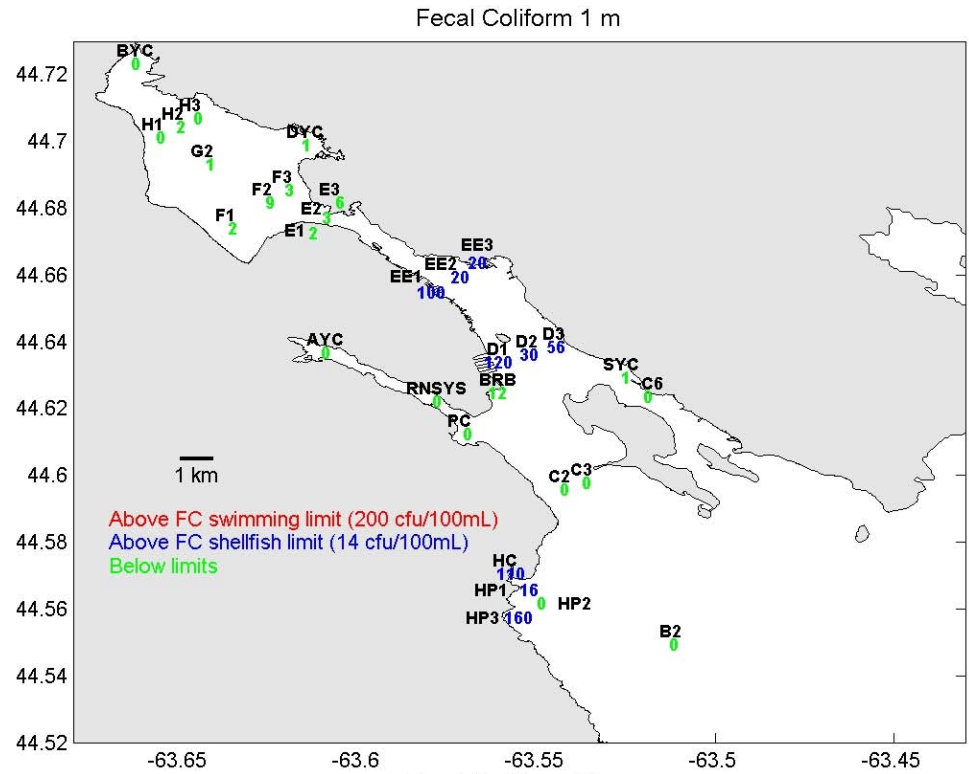 Fecal Coliform 1 m
44.72
44.7
44.68
44.66
44.64
44.62
44.6
44.58
44.56
44.54
44.52
BYC
0
H3
0
H2
2
H1
0
DYC
1
G2
1
F3
3
F2
9
E3
6
E2
3
F1
2
E1
2
EE3
20
EE2
20
EE1
100
AYC
0
D3
56
D2
30
D1
120
SYC
1
C6
0
BRB
12
RNSYS
0
PC
0
1 km
C3
0
C2
0
Above FC swimming limit (200 cfu/100mL)
Above FC shellfish limit (14 cfu/100mL)
Below limits
HC
110
HP1 16
0 HP2
HP3 160
B2
0
-63.65 -63.6 -63.55 -63.5 -63.45